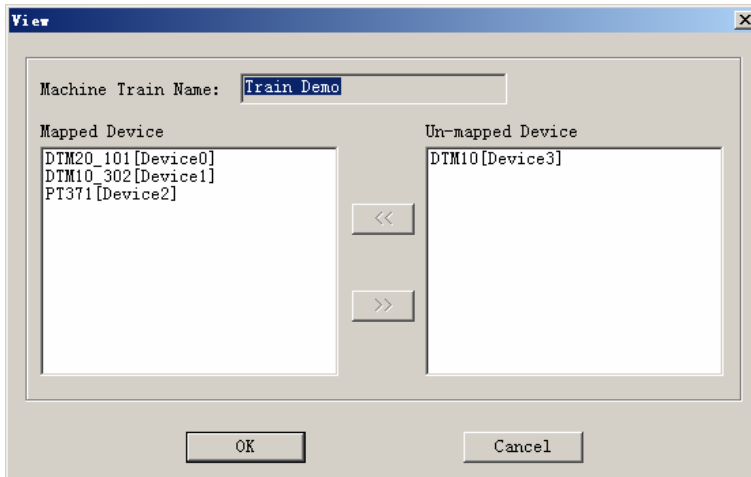 View
Machine Train Name: Train Demo
Mapped Device
Un-mapped Device
DTM20_101[Device0]
DTM10_302[Device1]
PT371[Device2]
DTM10[Device3]
<<
>>
OK
Cancel